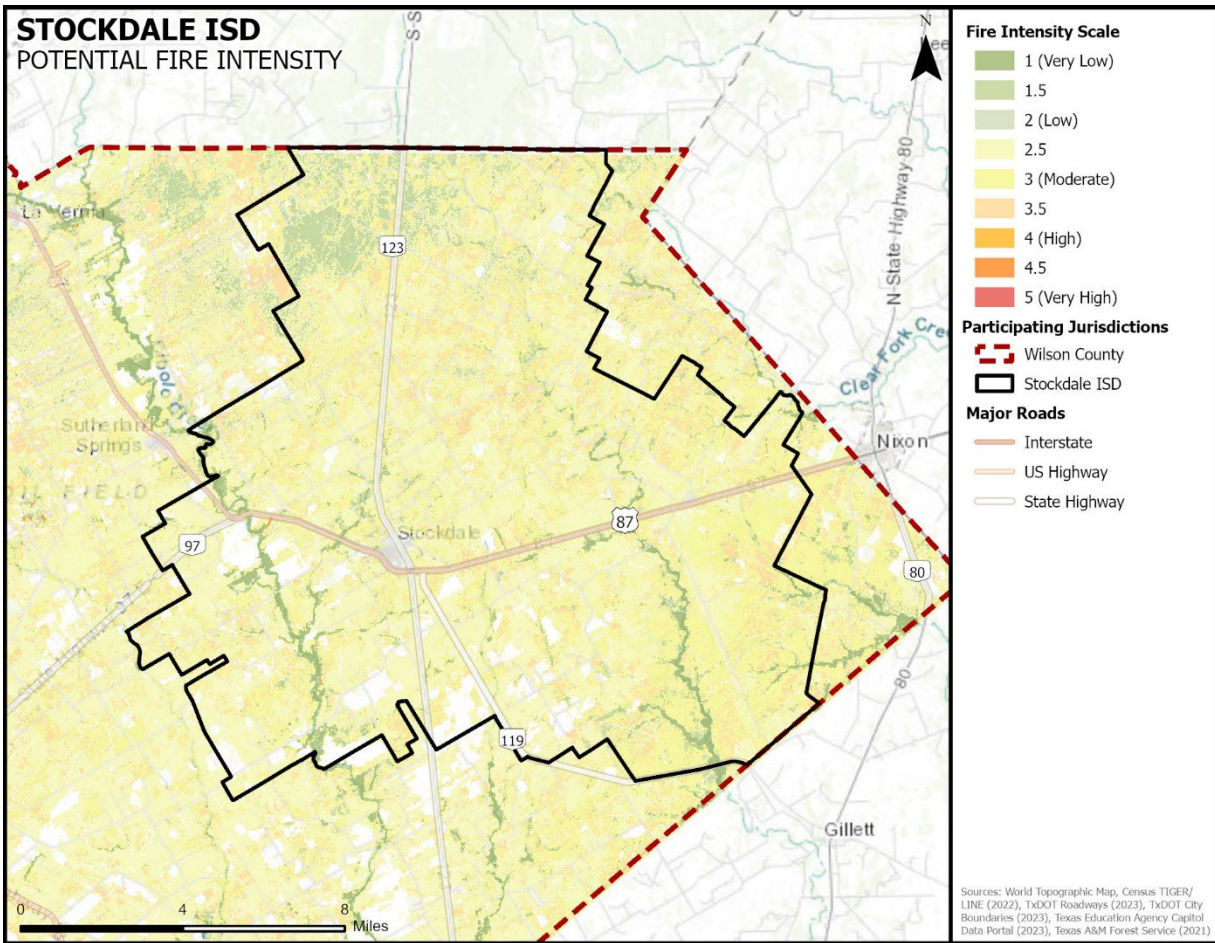 STOCKDALE ISD
POTENTIAL FIRE INTENSITY
N
N-State Highway 80
La Vernia
123
Clear Fork Cree
Sutherland
Springs
Nixon
OIL FIELD
87
Stockdale
97
80
80
119
Gillett
0 4 8
Miles
Fire Intensity Scale
1 (Very Low)
1.5
2 (Low)
2.5
3 (Moderate)
3.5
4 (High)
4.5
5 (Very High)
Participating Jurisdictions
Wilson County
Stockdale ISD
Major Roads
Interstate
US Highway
State Highway
Sources: World Topographic Map, Census TIGER/
LINE (2022), TxDOT Roadways (2023), TxDOT City
Boundaries (2023), Texas Education Agency Capitol
Data Portal (2023), Texas A&M Forest Service (2021)